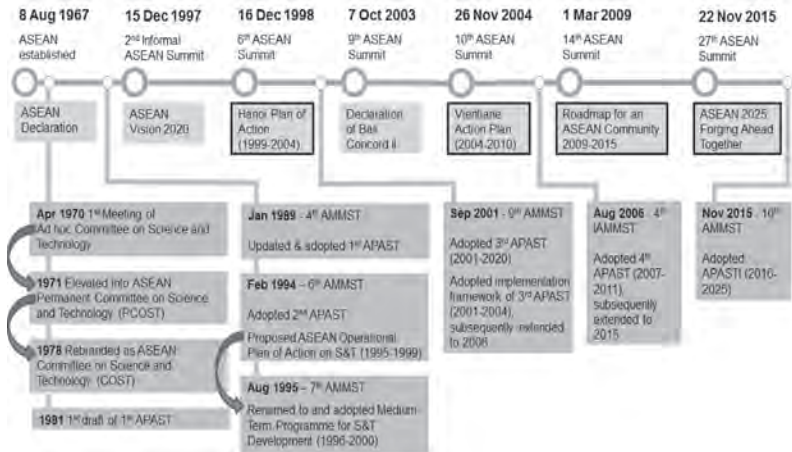 8 Aug 1967
ASEAN
established
ASEAN
Declaration
15 Dec 1997
2nd Informal
ASEAN Summit
ASEAN
Vision 2020
16 Dec 1998
6th ASEAN
Summit
Hanoi Plan of
Action
(1999-2004)
7 Oct 2003
9th ASEAN
Summit
Declaration
of Bali
Concord II
26 Nov 2004
10th ASEAN
Summit
Vientiane
Action Plan
(2004-2010)
1 Mar 2009
14th ASEAN
Summit
Roadmap for an
ASEAN Community
2009-2015
22 Nov 2015
27th ASEAN
Summit
ASEAN 2025:
Forging Ahead
Together
Apr 1970 1st Meeting of
Ad hoc Committee on Science and
Technology
1971 Elevated into ASEAN
Permanent Committee on Science
and Technology (PCOST)
1978 Rebranded as ASEAN
Committee on Science and
Technology (COST)
1981 1st draft of 1st APAST
Jan 1989 - 4th AMMST
Updated & adopted 1st APAST
Feb 1994 – 6th AMMST
Adopted 2nd APAST
Proposed ASEAN Operational
Plan of Action on S&T (1995-1999)
Aug 1995 – 7th AMMST
Renamed to and adopted Medium-
Term Programme for S&T
Development (1996-2000)
Sep 2001 - 9th AMMST
Adopted 3rd APAST
(2001-2020)
Adopted implementation
framework of 3rd APAST
(2001-2004),
subsequently extended
to 2006
Aug 2006 - 4th
IAMMST
Adopted 4th
APAST (2007-
2011),
subsequently
extended to
2015
Nov 2015 - 16th
AMMST
Adopted
APASTI (2016-
2025)